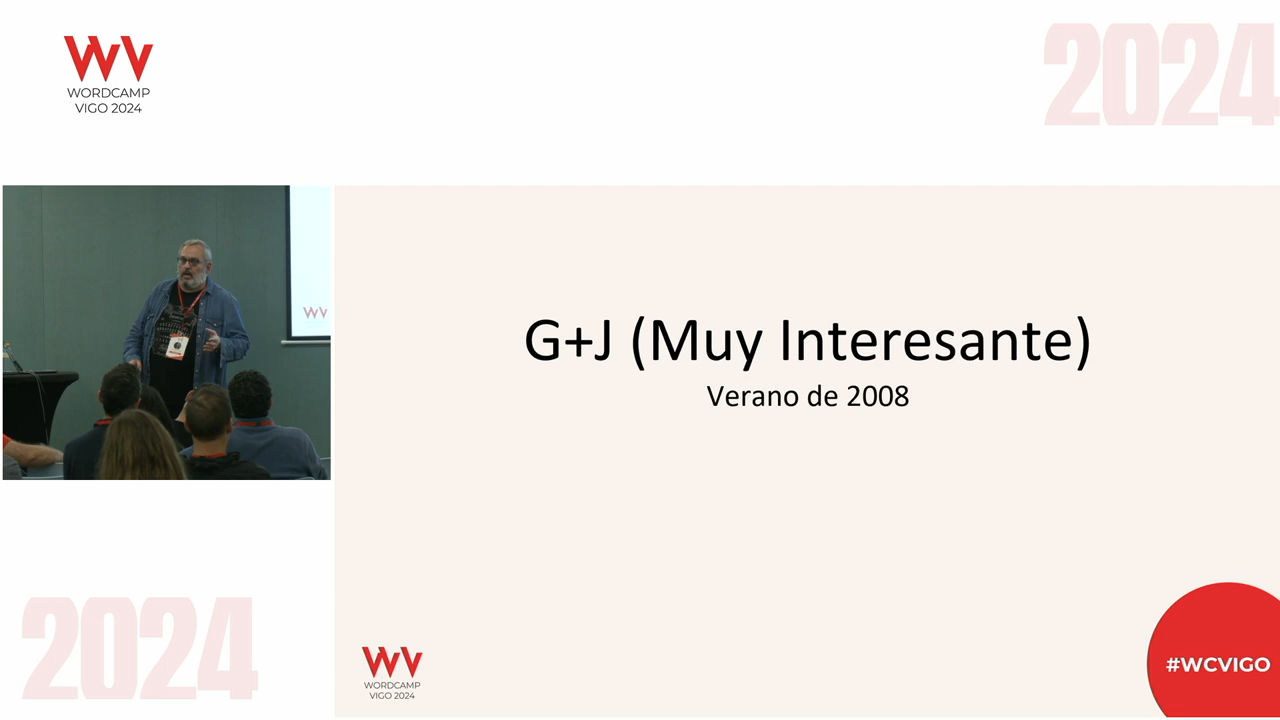 WORDCAMP
VIGO 2024
2024
G+J (Muy Interesante)
Verano de 2008
2024
WORDCAMP
VIGO 2024
#WCVIGO